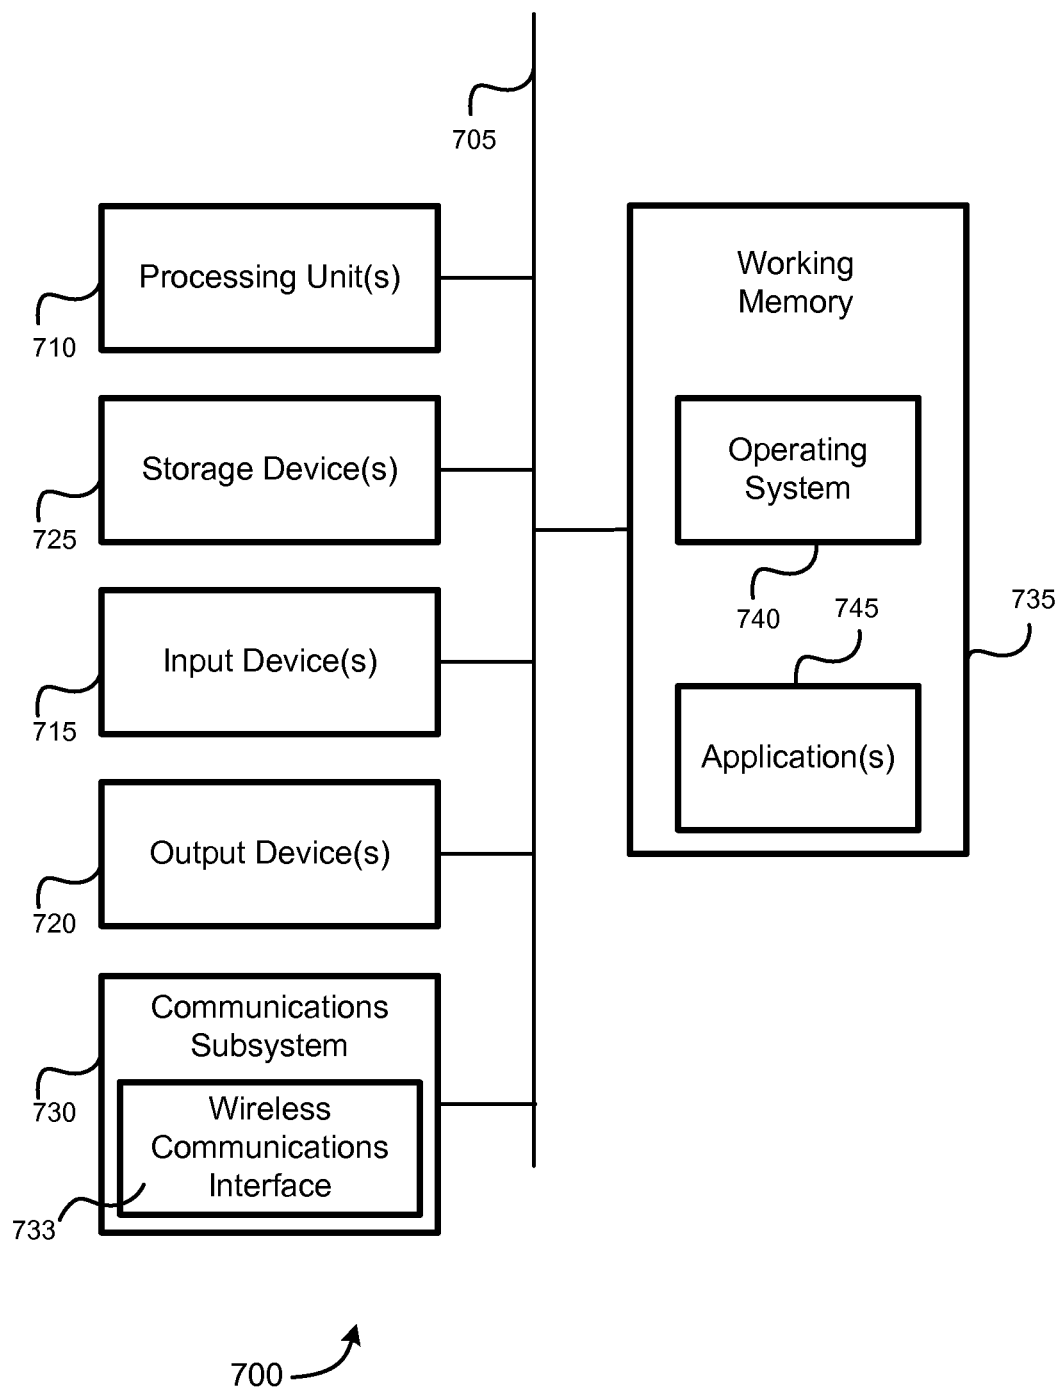 705
Processing Unit(s)
710
Storage Device(s)
725
Input Device(s)
715
Output Device(s)
720
Communications
Subsystem
730
Wireless
Communications
Interface
733
Working
Memory
Operating
System
740
745
735
Application(s)
700